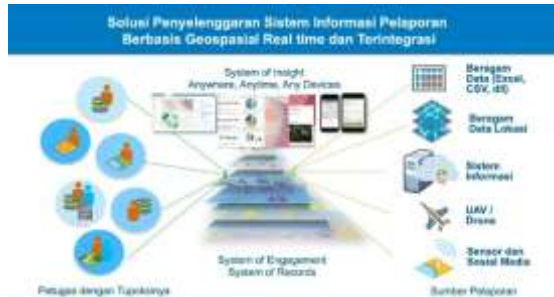 Solusi Penyelenggaran Sistem Informasi Pelaporan
Berbasis Geospasial Real time dan Terintegrasi
System of Insight
Anywhere, Anytime, Any Devices
Beragam
Data (Excel,
CSV, dll)
Beragam
Data Lokasi
Sistem
Informasi
UAV /
Drone
Sensor dan
Sosial Media
System of Engagement
System of Records
Petugas dengan Tupoksinya
Sumber Pelaporan